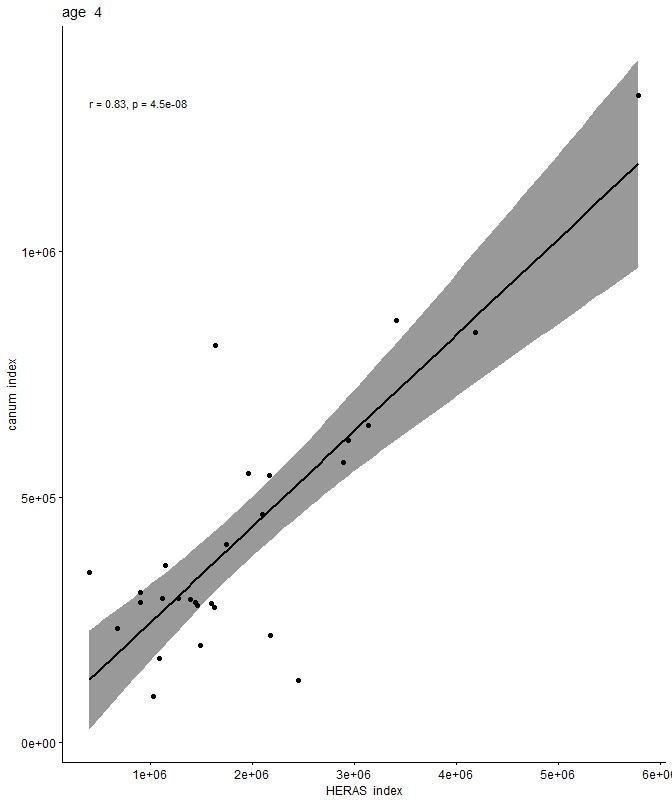 age 4
r = 0.83, p = 4.5e-08
canum index
1e+06
5e+05
0e+00
1e+06 2e+06 3e+06 4e+06 5e+06 6e+0
HERAS index